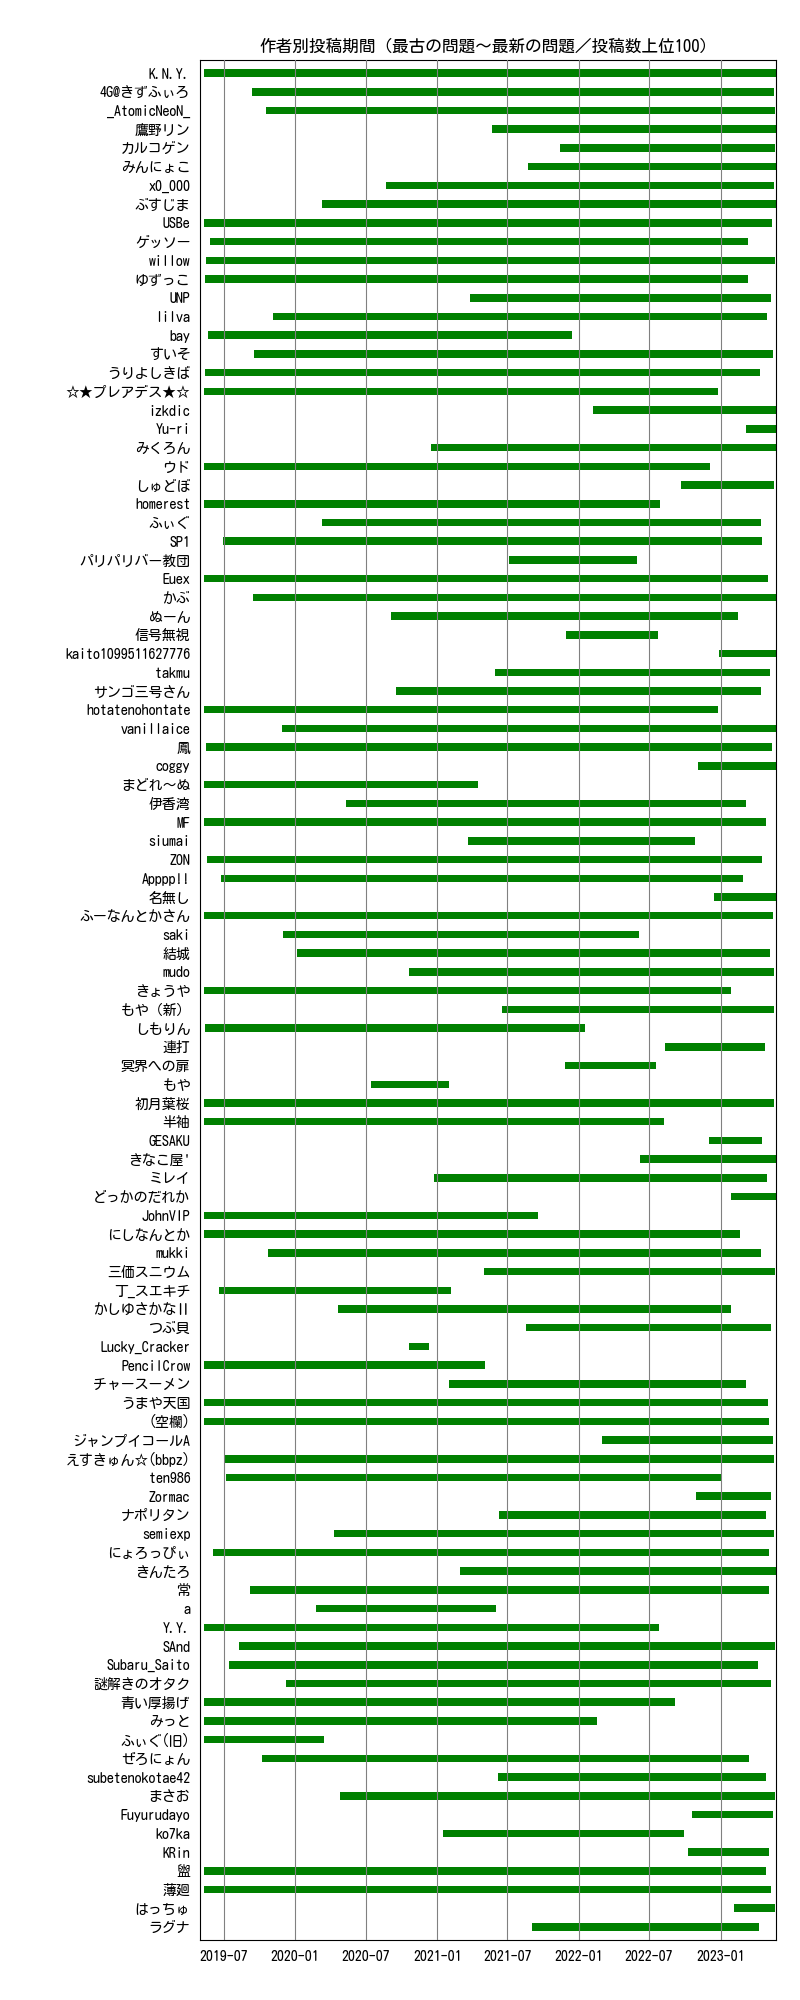 作者別投稿期間（最古の問題～最新の問題／投稿数上位100）
K.N.Y.
4G@きずふぃろ
_AtomicNeoN_
鷹野リン
カルコゲン
みんにょこ
x0_000
ぶすじま
USBe
ゲッソー
willow
ゆずっこ
UNP
lilva
bay
すいそ
うりよしきば
☆★プレアデス★☆
izkdic
Yu-ri
みくろん
ウド
しゅどぼ
homerest
ふぃぐ
SP1
パリパリバー教団
Euex
かぶ
ぬーん
信号無視
kaito1099511627776
takmu
サンゴ三号さん
hotatenohontate
vanillaice
鳳
coggy
まどれ～ぬ
伊香湾
MF
siumai
ZON
Appppll
名無し
ふーなんとかさん
saki
結城
mudo
きょうや
もや（新）
しもりん
連打
冥界への扉
もや
初月葉桜
半袖
GESAKU
きなこ屋'
ミレイ
どっかのだれか
JohnVIP
にしなんとか
mukki
三価スニウム
丁_スエキチ
かしゆさかなⅡ
つぶ貝
Lucky_Cracker
PencilCrow
チャースーメン
うまや天国
(空欄)
ジャンプイコールA
えすきゅん☆(bbpz)
ten986
Zormac
ナポリタン
semiexp
にょろっぴぃ
きんたろ
常
a
Y.Y.
SAnd
Subaru_Saito
謎解きのオタク
青い厚揚げ
みっと
ふぃぐ(旧)
ぜろにょん
subetenokotae42
まさお
Fuyurudayo
ko7ka
KRin
盥
薄廻
はっちゅ
ラグナ
2019-07 2020-01 2020-07 2021-01 2021-07 2022-01 2022-07 2023-01